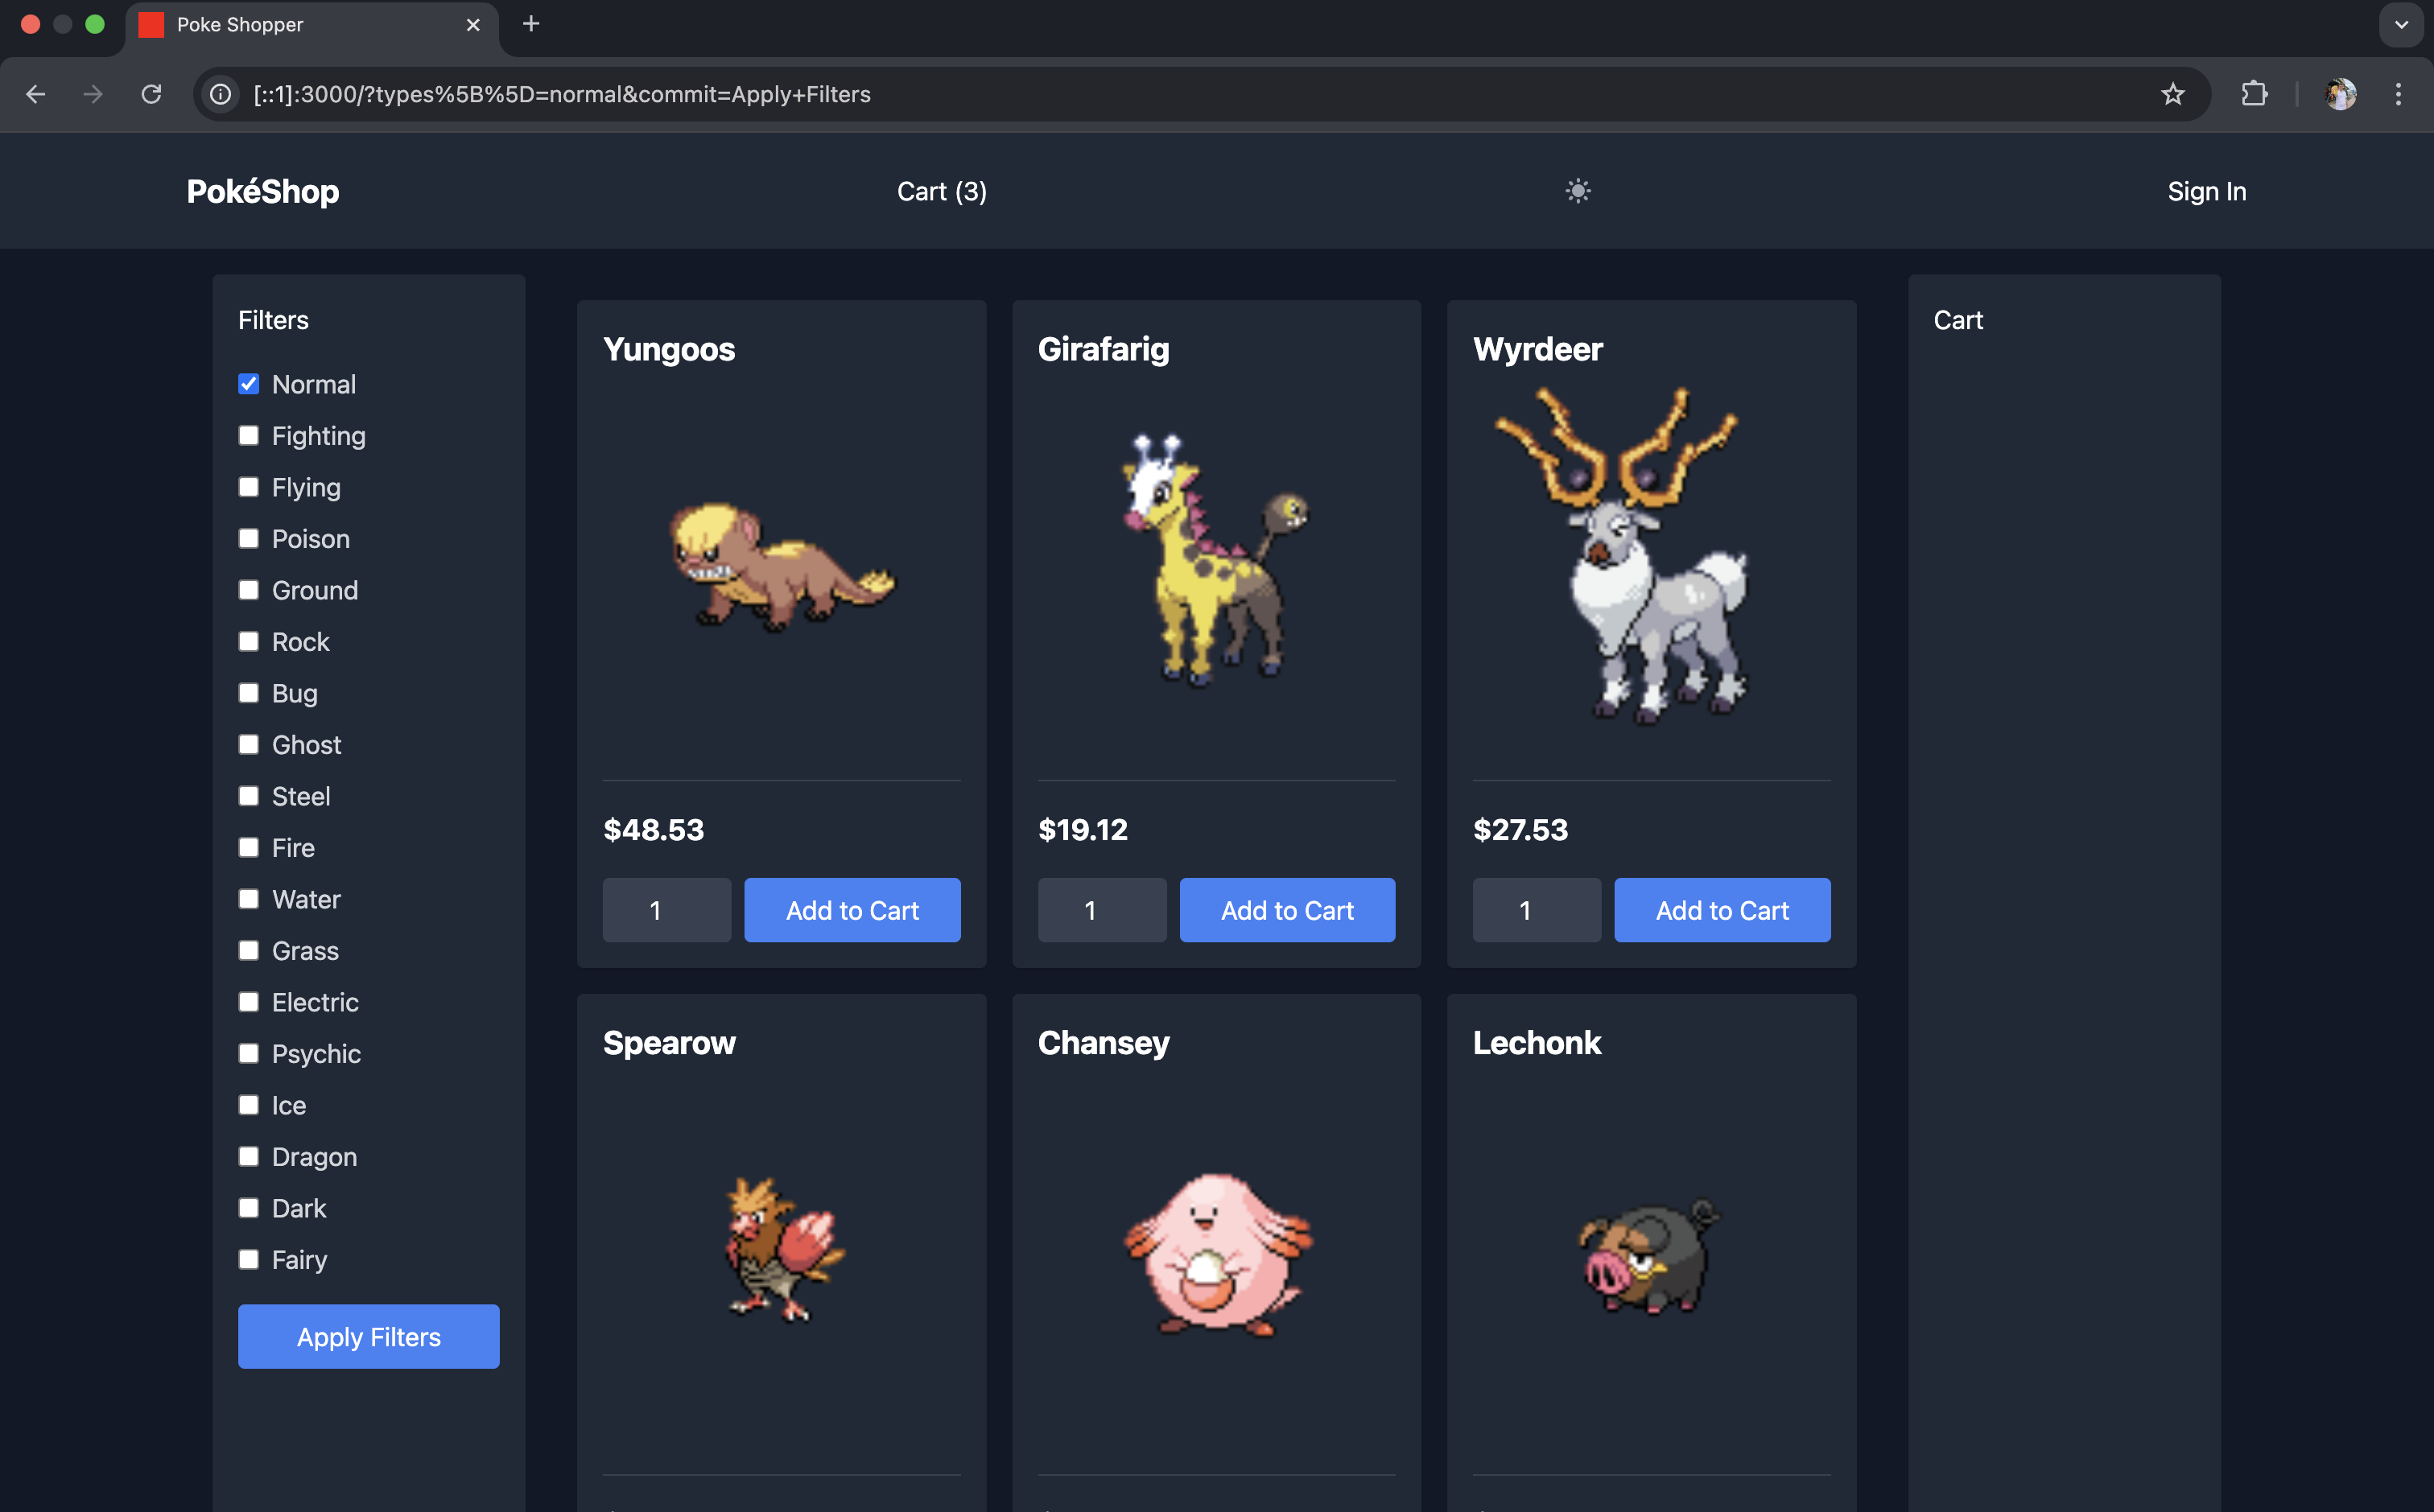 Poke Shopper
[::1]:3000/?types%5B%5D=normal&commit=Apply+Filters
PokéShop
Cart (3)
Sign In
Filters
Normal
Fighting
Flying
Poison
Ground
Rock
Bug
Ghost
Steel
Fire
Water
Grass
Electric
Psychic
Ice
Dragon
Dark
Fairy
Apply Filters
Yungoos
$48.53
1
Add to Cart
Girafarig
$19.12
1
Add to Cart
Wyrdeer
$27.53
1
Add to Cart
Spearow
Chansey
Lechonk
Cart